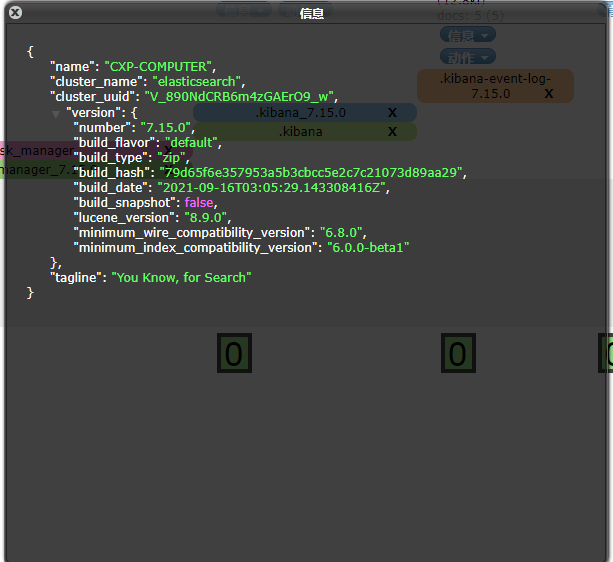 信息
docs: 5 (5)
信息
动作
.kibana-event-log-
7.15.0 X
.kibana_7.15.0 X
.kibana X
sk_manager
manager_7.1
{
"name": "CXP-COMPUTER",
"cluster_name": "elasticsearch",
"cluster_uuid": "V_890NdCRB6m4zGAErO9_w",
"version": {
"number": "7.15.0",
"build_flavor": "default",
"build_type": "zip",
"build_hash": "79d65f6e357953a5b3cbcc5e2c7c21073d89aa29",
"build_date": "2021-09-16T03:05:29.143308416Z",
"build_snapshot": false,
"lucene_version": "8.9.0",
"minimum_wire_compatibility_version": "6.8.0",
"minimum_index_compatibility_version": "6.0.0-beta1"
},
"tagline": "You Know, for Search"
}
0 0